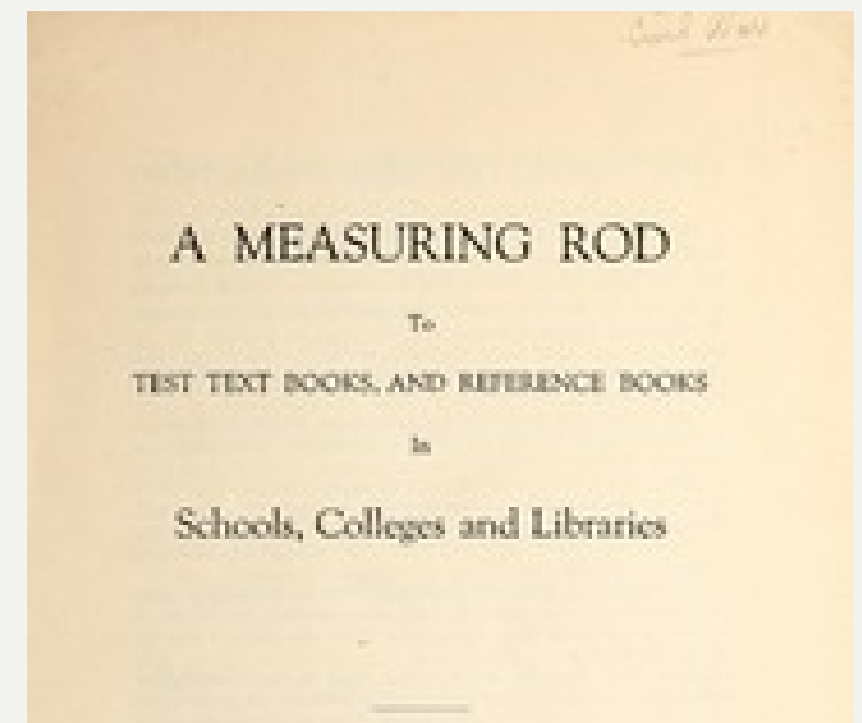 A MEASURING ROD
To
TEST TEXT BOOKS, AND REFERENCE BOOKS
In
Schools, Colleges and Libraries